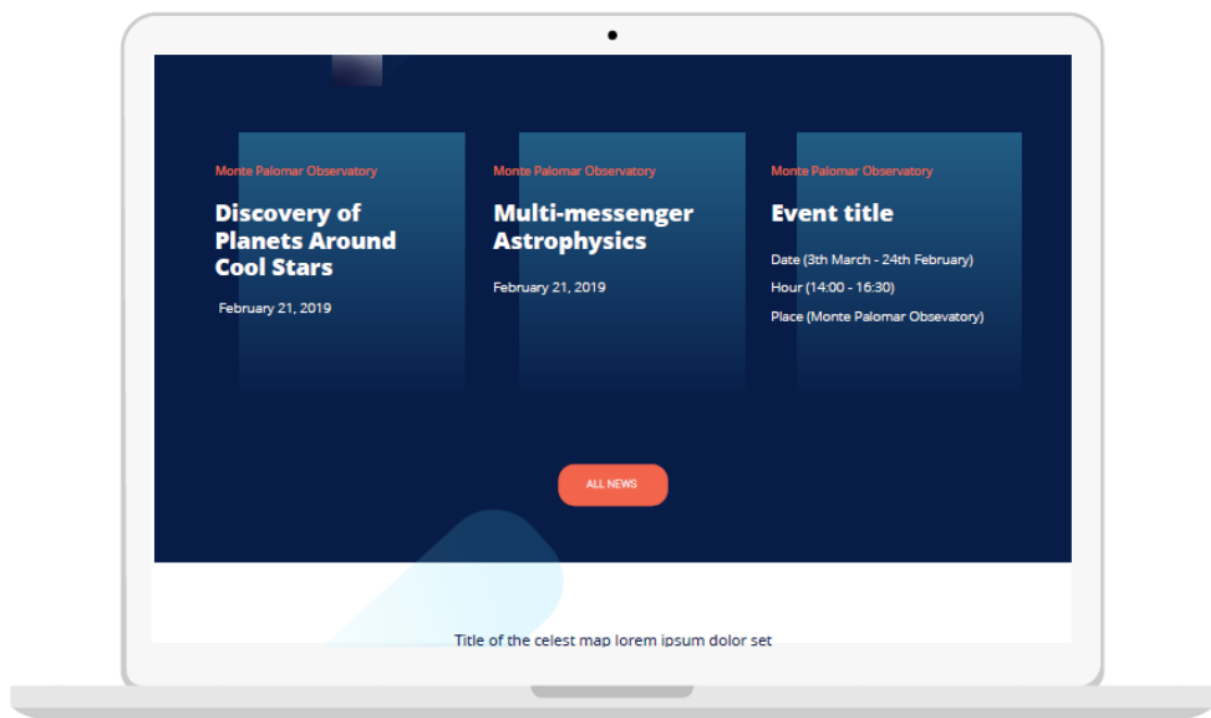 Monte Palomar Observatory
Discovery of
Planets Around
Cool Stars
February 21, 2019
Monte Palomar Observatory
Multi-messenger
Astrophysics
February 21, 2019
Monte Palomar Observatory
Event title
Date (3th March - 24th February)
Hour (14:00 - 16:30)
Place (Monte Palomar Obsevatory)
ALL NEWS
Title of the celest map lorem ipsum dolor set